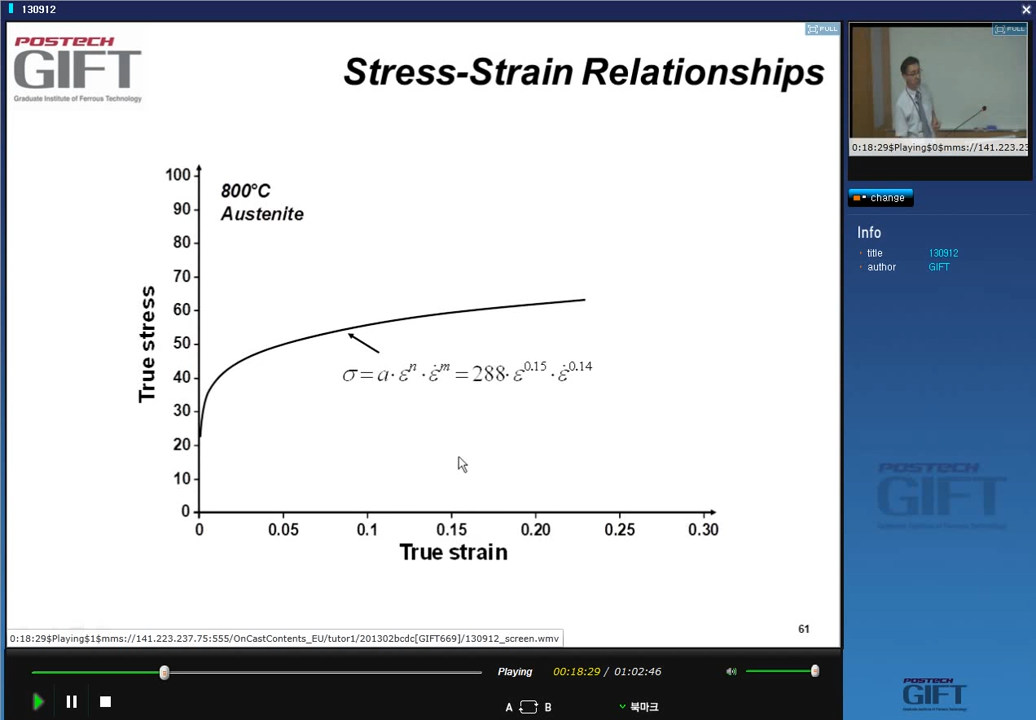 130912
POSTECH
GIFT
Graduate Institute of Ferrous Technology
FULL
Stress-Strain Relationships
100
90
80
70
60
50
40
30
20
10
0
800°C
Austenite
True stress
σ = a · εⁿ · ε̇ᵐ = 288 · ε^0.15 · ε̇^0.14
0 0.05 0.1 0.15 0.20 0.25 0.30
True strain
61
0:18:29$Playing$1$mms://141.223.237.75:555/OnCastContents_EU/tutor1/201302bcdc[GIFT669]/130912_screen.wmv
Playing 00:18:29 / 01:02:46
A B 북마크
FULL
0:18:29$Playing$0$mms://141.223.23
change
Info
title 130912
author GIFT
POSTECH
GIFT
Graduate Institute of Ferrous Technology
POSTECH
GIFT